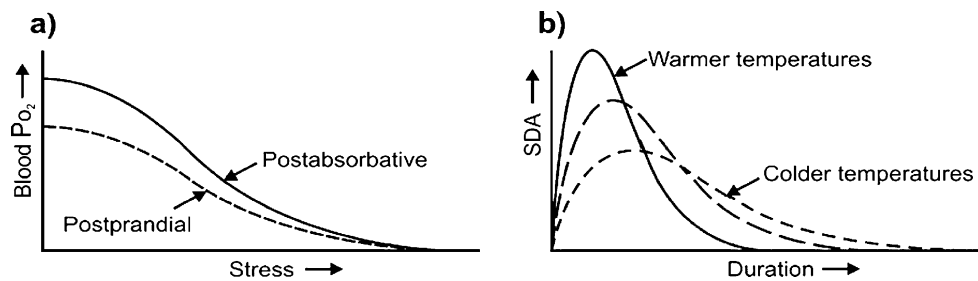 a)
Blood Po₂
Postabsorbative
Postprandial
Stress
b)
SDA
Warmer temperatures
Colder temperatures
Duration